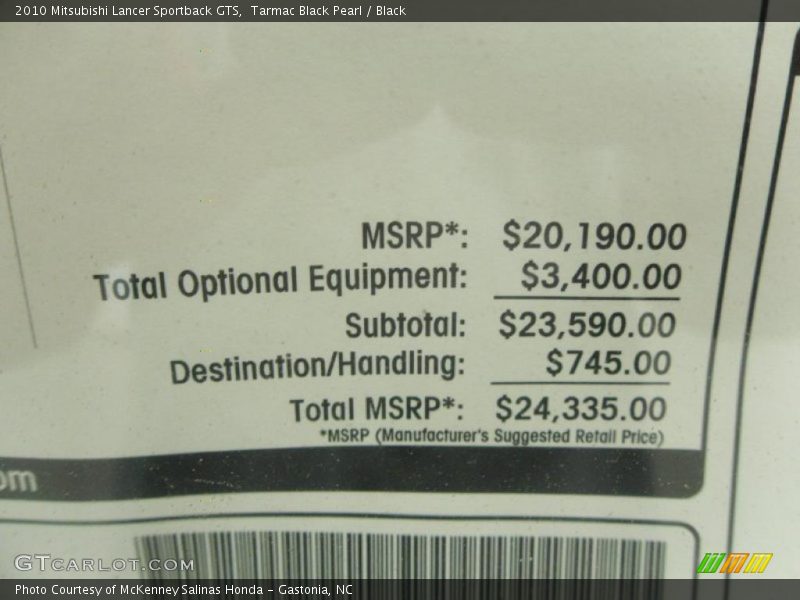 2010 Mitsubishi Lancer Sportback GTS,  Tarmac Black Pearl / Black
MSRP*: $20,190.00
Total Optional Equipment: $3,400.00
Subtotal: $23,590.00
Destination/Handling: $745.00
Total MSRP*: $24,335.00
*MSRP (Manufacturer's Suggested Retail Price)
om
GTCARLOT.COM
Photo Courtesy of McKenney Salinas Honda – Gastonia, NC